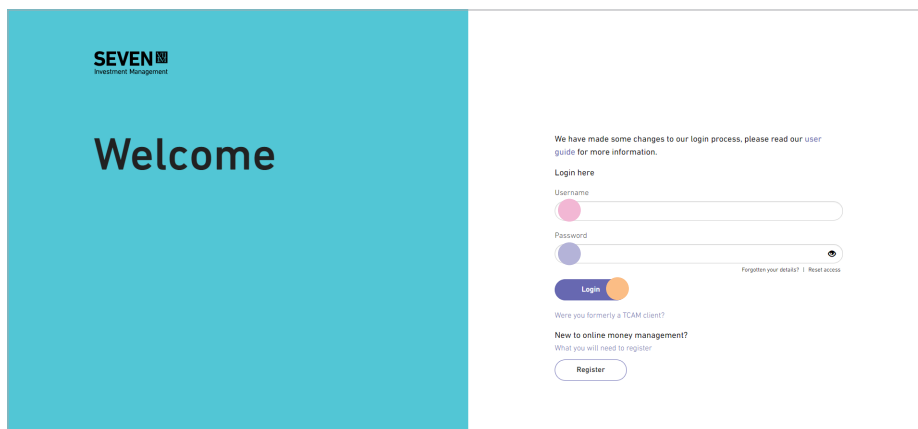 SEVEN IM
Investment Management
Welcome
We have made some changes to our login process, please read our user
guide for more information.
Login here
Username
Password
Forgotten your details? | Reset access
Login
Were you formerly a TCAM client?
New to online money management?
What you will need to register
Register